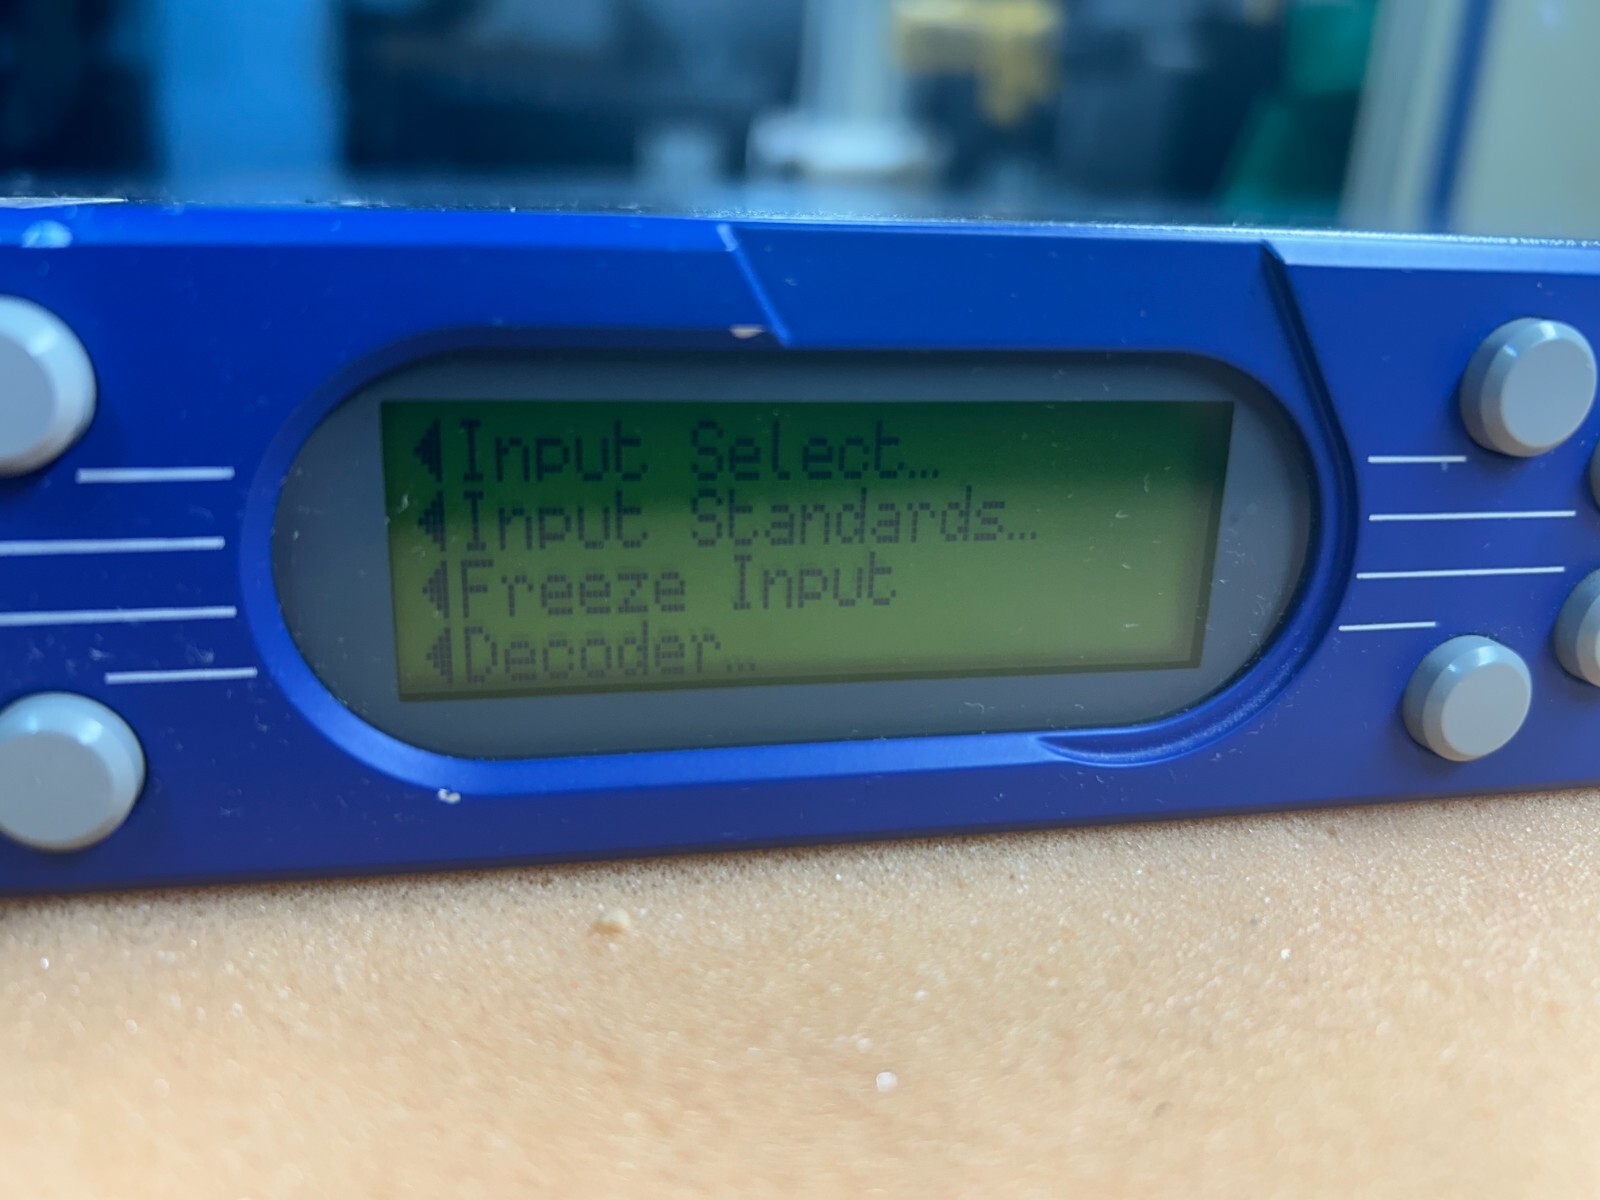 ◀Input Select...
◀Input Standards...
◀Freeze Input
◀Decoder...